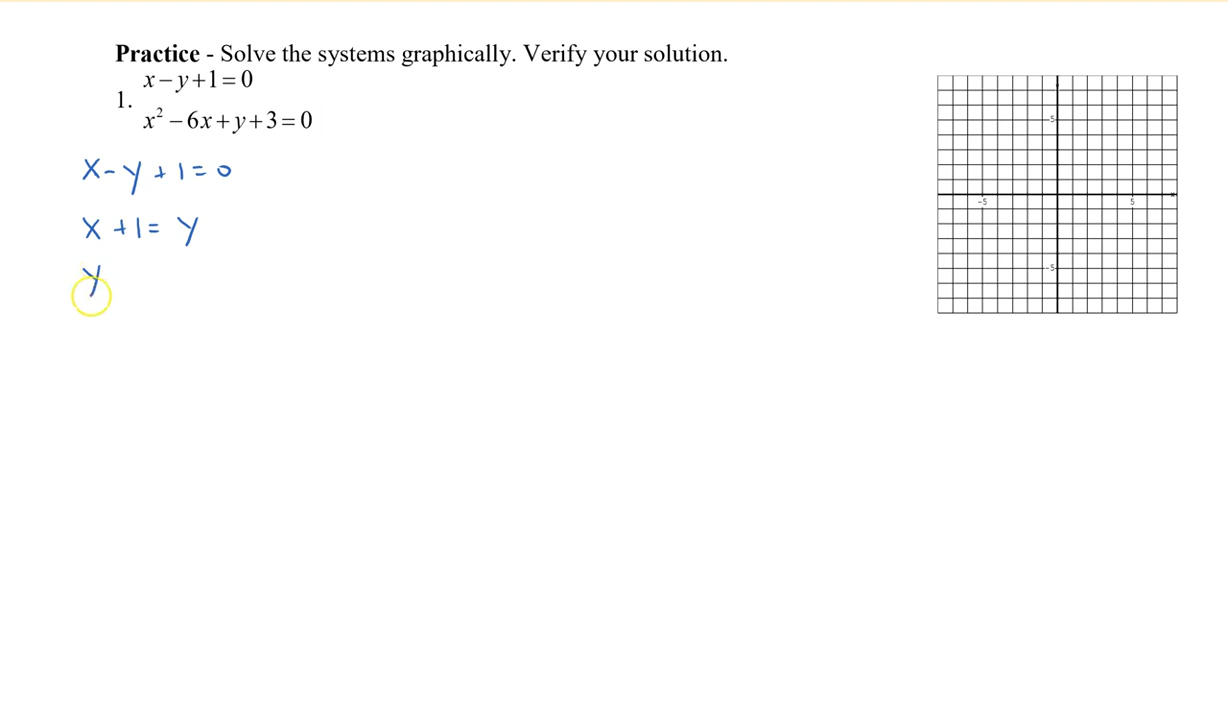 Practice - Solve the systems graphically. Verify your solution.
x − y + 1 = 0
1.
x² − 6x + y + 3 = 0
x - y + 1 = 0
x + 1 = y
y
5
-5
5
-5
x